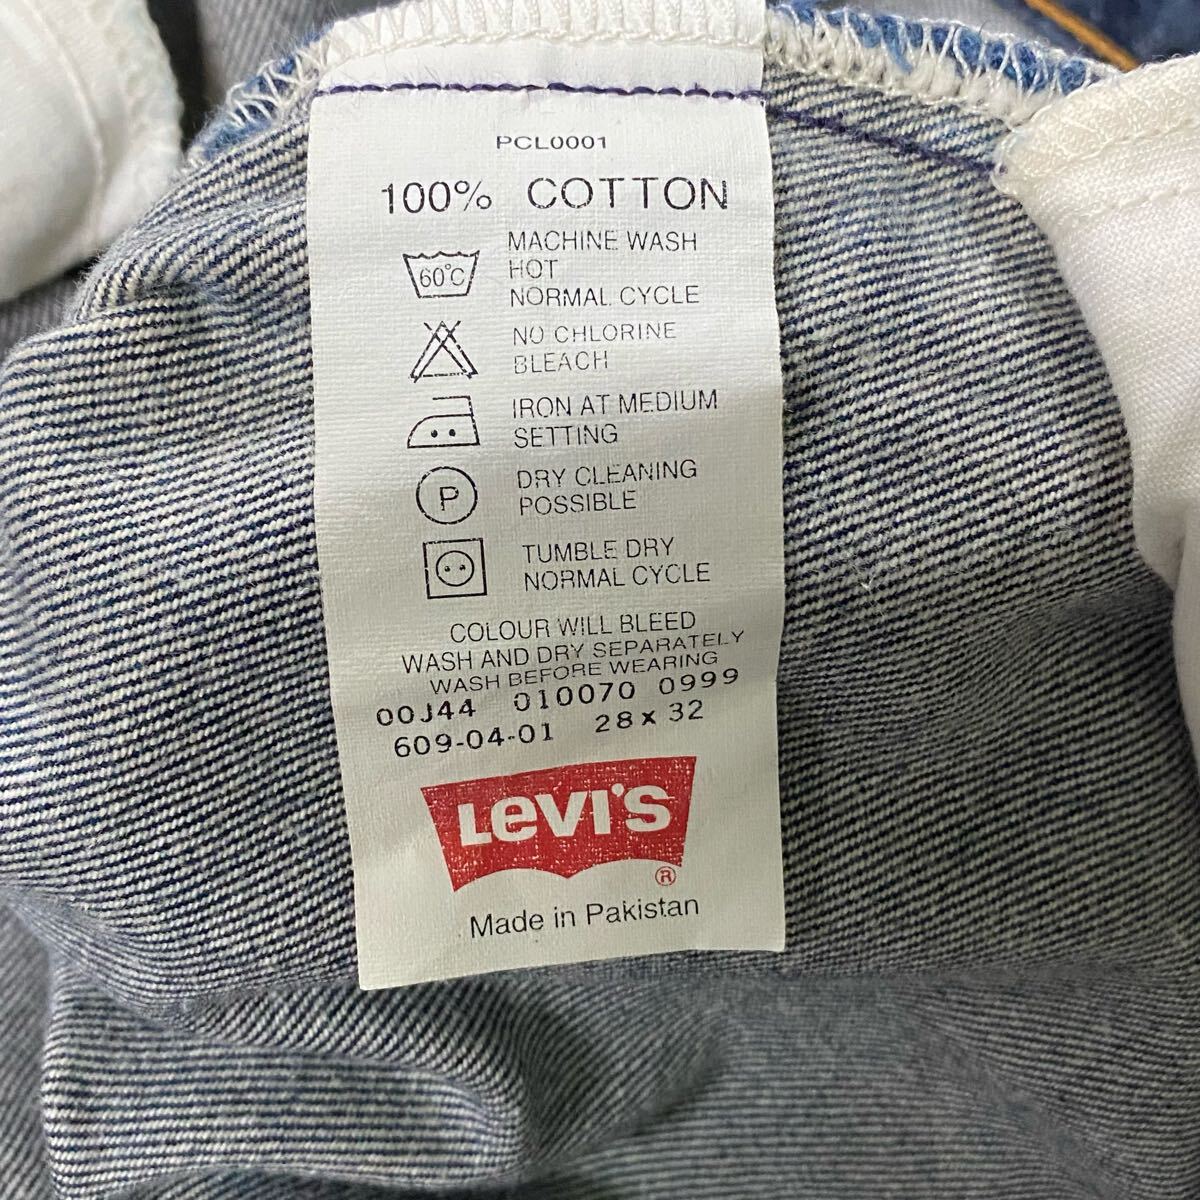 PCL0001
100% COTTON
60°C
MACHINE WASH
HOT
NORMAL CYCLE
NO CHLORINE
BLEACH
IRON AT MEDIUM
SETTING
P
DRY CLEANING
POSSIBLE
TUMBLE DRY
NORMAL CYCLE
COLOUR WILL BLEED
WASH AND DRY SEPARATELY
WASH BEFORE WEARING
00J44 010070 0999
609-04-01 28 x 32
LEVI'S
®
Made in Pakistan